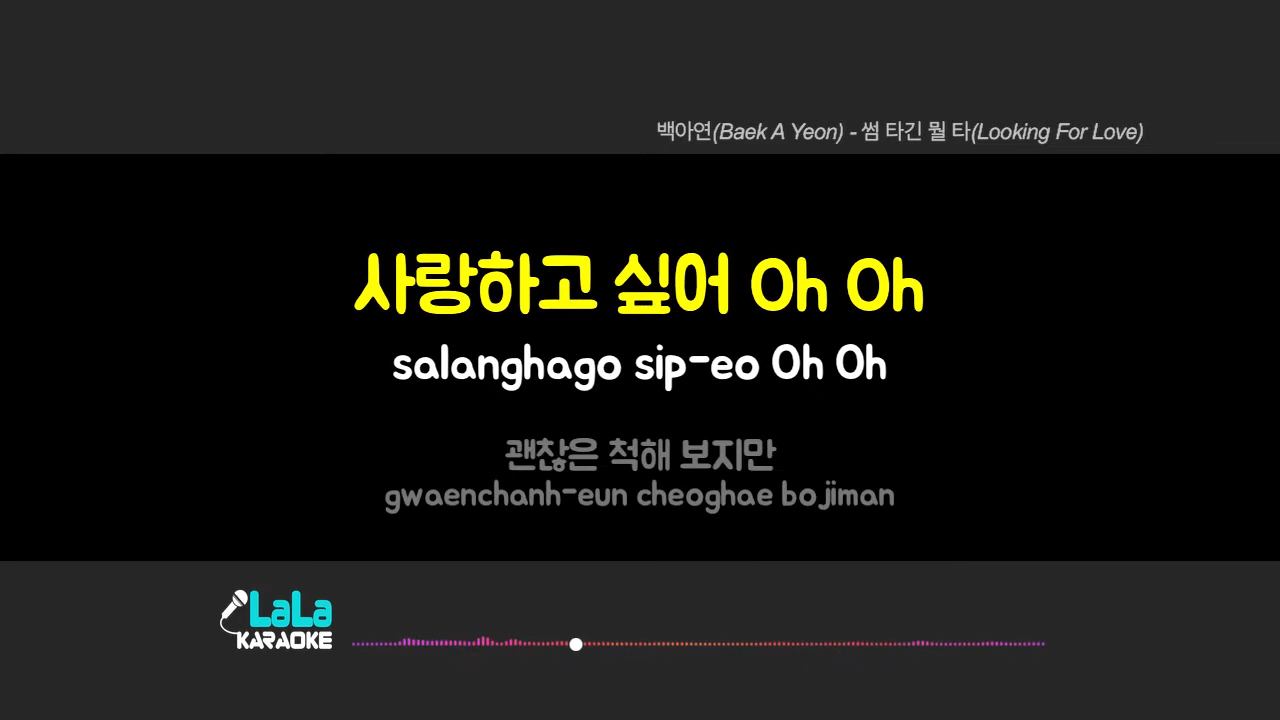 백아연(Baek A Yeon) - 썸 타긴 뭘 타(Looking For Love)
사랑하고 싶어 Oh Oh
salanghago sip-eo Oh Oh
괜찮은 척해 보지만
gwaenchanh-eun cheoghae bojiman
LaLa
KARAOKE